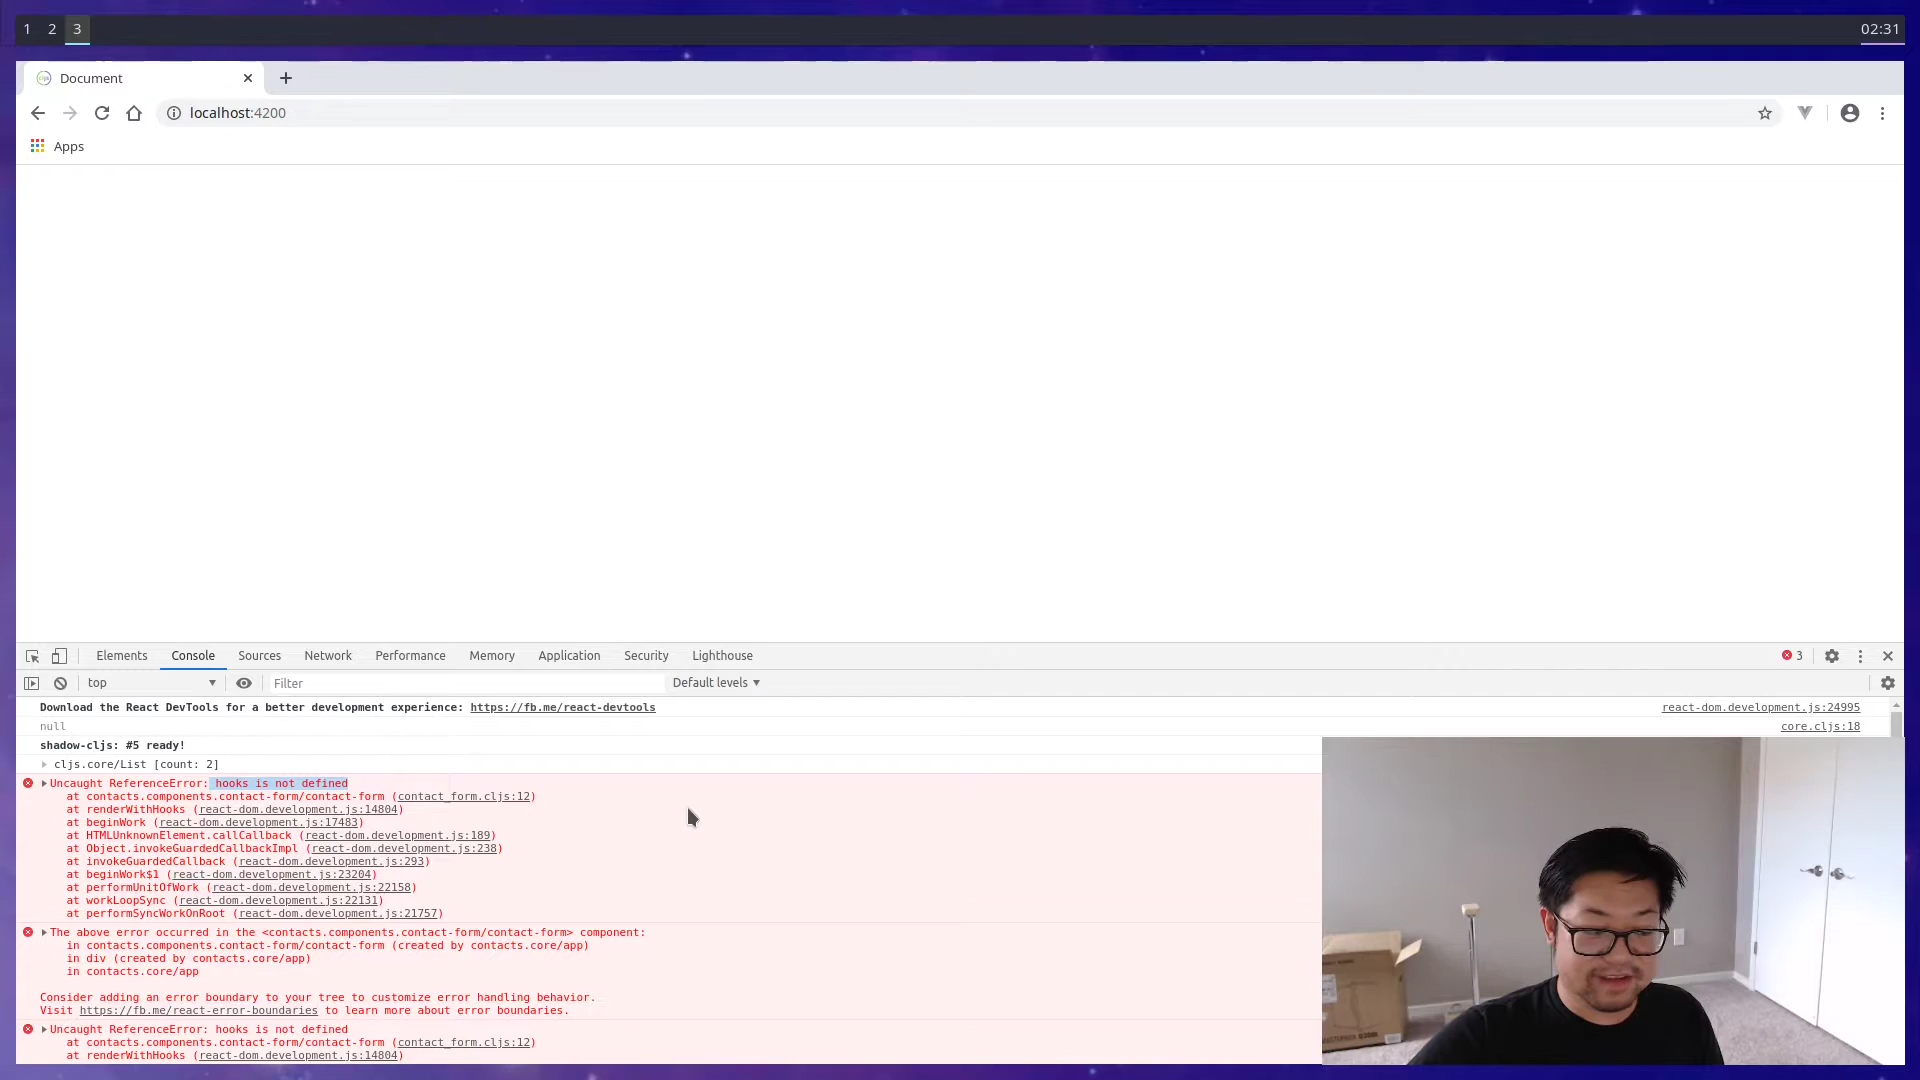 1 2 3
02:31
Document
localhost:4200
Apps
Elements Console Sources Network Performance Memory Application Security Lighthouse 3
top Filter Default levels
Download the React DevTools for a better development experience: https://fb.me/react-devtools react-dom.development.js:24995
null core.cljs:18
shadow-cljs: #5 ready!
cljs.core/List [count: 2]
Uncaught ReferenceError: hooks is not defined
at contacts.components.contact-form/contact-form (contact_form.cljs:12)
at renderWithHooks (react-dom.development.js:14804)
at beginWork (react-dom.development.js:17483)
at HTMLUnknownElement.callCallback (react-dom.development.js:189)
at Object.invokeGuardedCallbackImpl (react-dom.development.js:238)
at invokeGuardedCallback (react-dom.development.js:293)
at beginWork$1 (react-dom.development.js:23204)
at performUnitOfWork (react-dom.development.js:22158)
at workLoopSync (react-dom.development.js:22131)
at performSyncWorkOnRoot (react-dom.development.js:21757)
The above error occurred in the <contacts.components.contact-form/contact-form> component:
in contacts.components.contact-form/contact-form (created by contacts.core/app)
in div (created by contacts.core/app)
in contacts.core/app
Consider adding an error boundary to your tree to customize error handling behavior.
Visit https://fb.me/react-error-boundaries to learn more about error boundaries.
Uncaught ReferenceError: hooks is not defined
at contacts.components.contact-form/contact-form (contact_form.cljs:12)
at renderWithHooks (react-dom.development.js:14804)